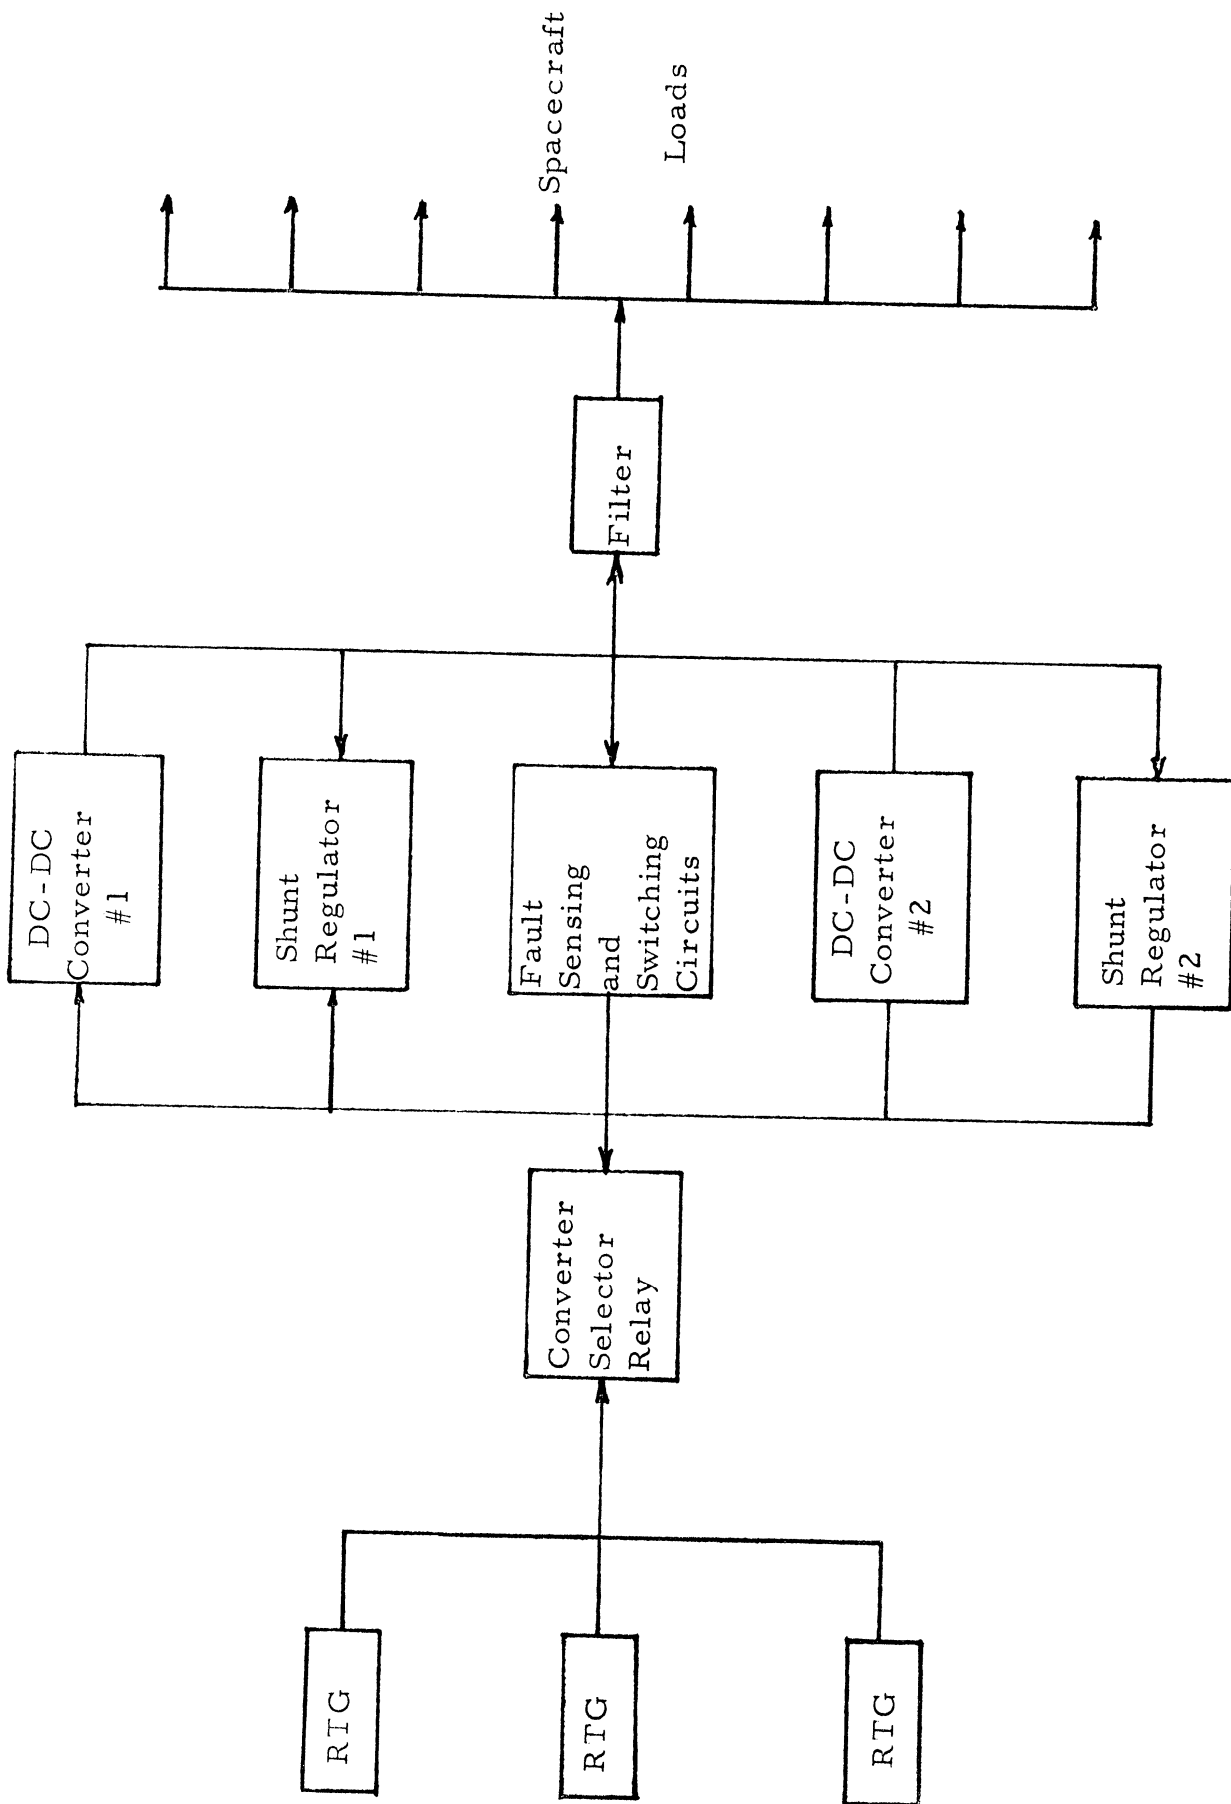 RTG
RTG
RTG
Converter
Selector
Relay
DC-DC
Converter
#1
Shunt
Regulator
#1
Fault
Sensing
and
Switching
Circuits
DC-DC
Converter
#2
Shunt
Regulator
#2
Filter
Spacecraft
Loads